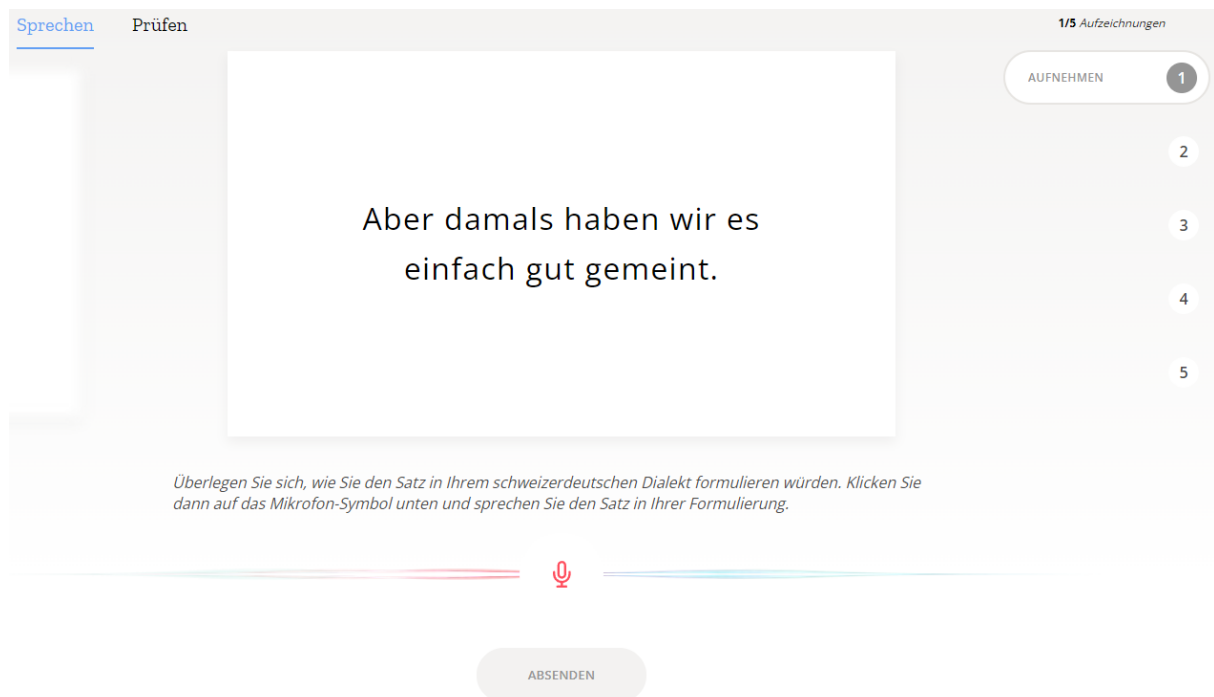 Sprechen Prüfen
1/5 Aufzeichnungen
AUFNEHMEN 1
Aber damals haben wir es
einfach gut gemeint.
2
3
4
5
Überlegen Sie sich, wie Sie den Satz in Ihrem schweizerdeutschen Dialekt formulieren würden. Klicken Sie
dann auf das Mikrofon-Symbol unten und sprechen Sie den Satz in Ihrer Formulierung.
ABSENDEN